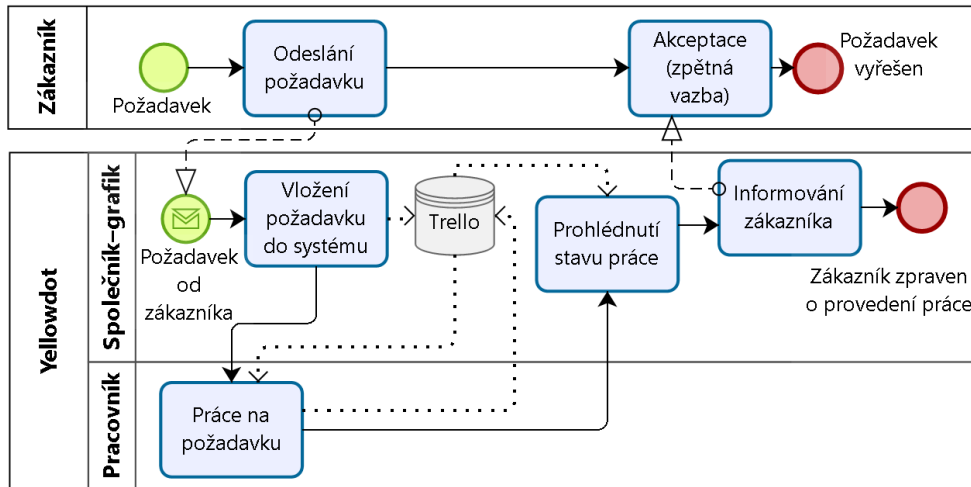 Zákazník
Požadavek
Odeslání
požadavku
Akceptace
(zpětná
vazba)
Požadavek
vyřešen
Yellowdot
Společník–grafik
Požadavek
od
zákazníka
Vložení
požadavku
do systému
Trello
Prohlédnutí
stavu práce
Informování
zákazníka
Zákazník zpraven
o provedení práce
Pracovník
Práce na
požadavku